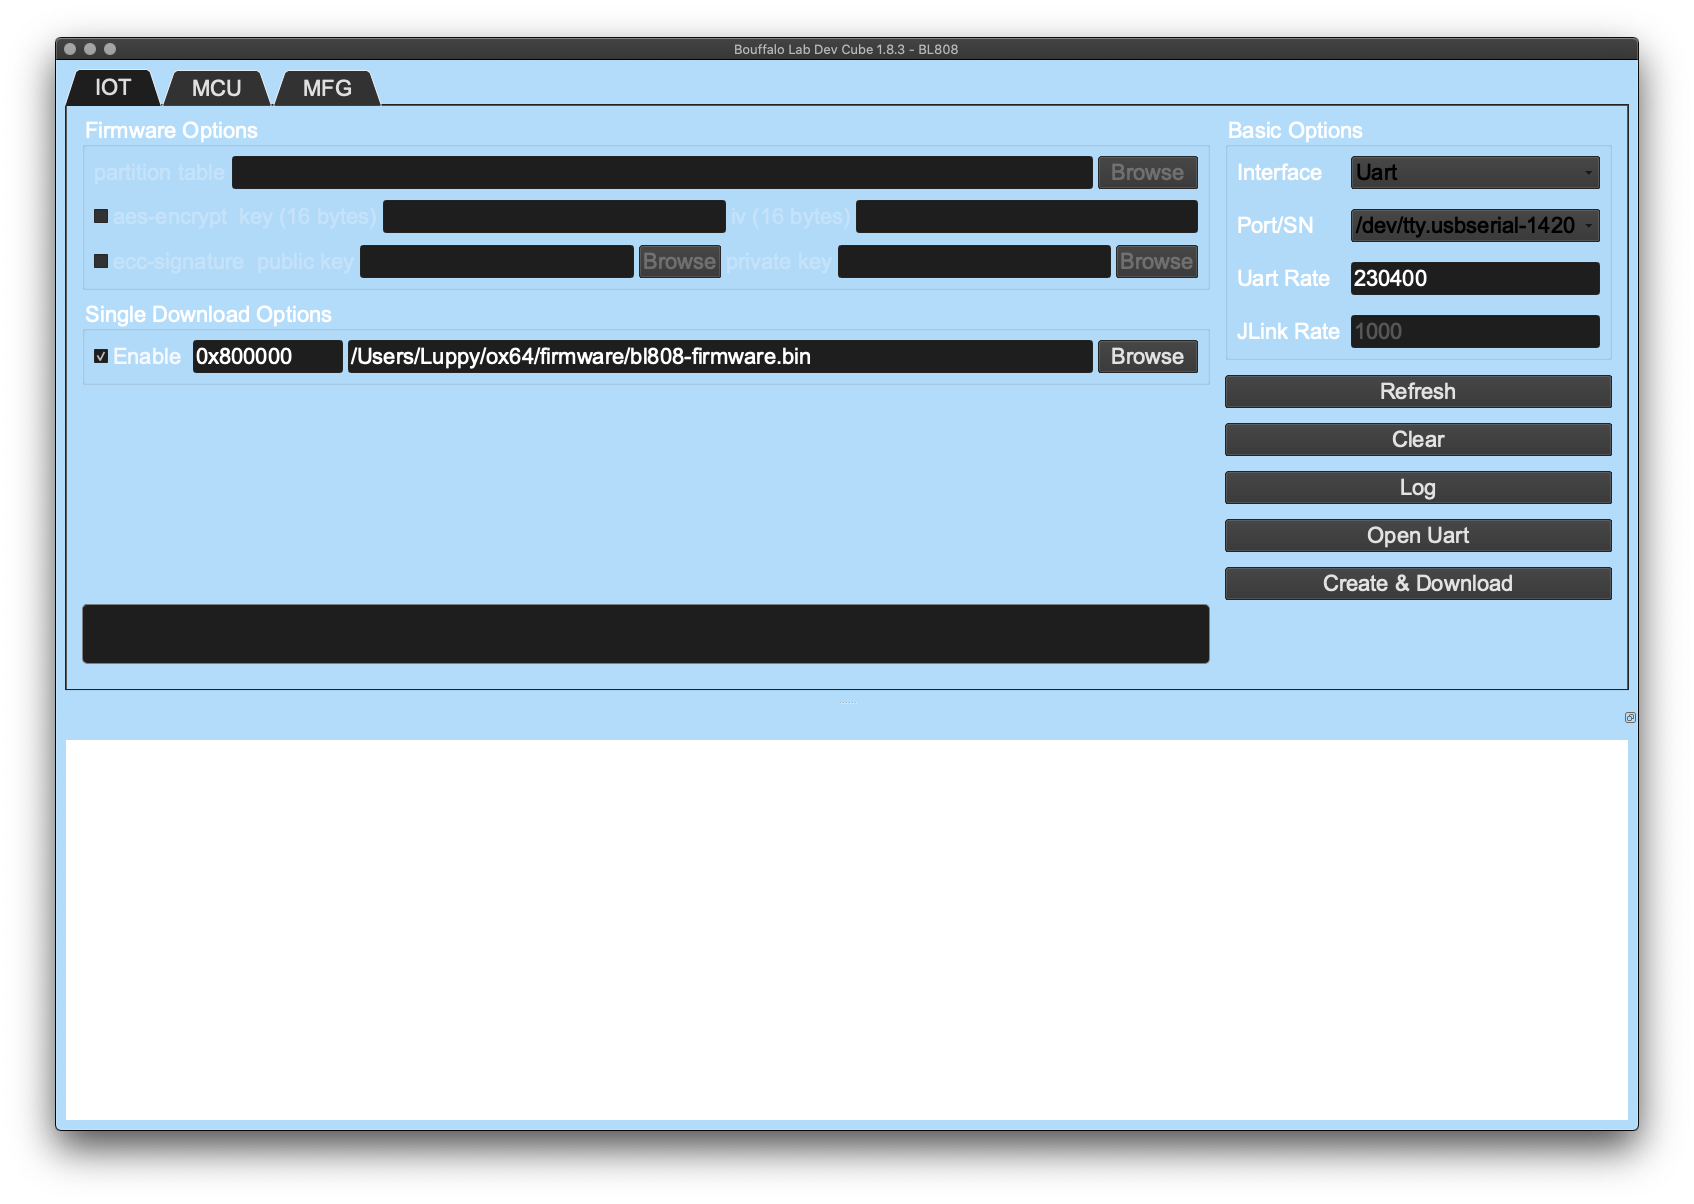 Bouffalo Lab Dev Cube 1.8.3 - BL808
IOT MCU MFG
Firmware Options
partition table Browse
aes-encrypt key (16 bytes) iv (16 bytes)
ecc-signature public key Browse private key Browse
Single Download Options
Enable 0x800000 /Users/Luppy/ox64/firmware/bl808-firmware.bin Browse
Basic Options
Interface Uart
Port/SN /dev/tty.usbserial-1420
Uart Rate 230400
JLink Rate 1000
Refresh
Clear
Log
Open Uart
Create & Download